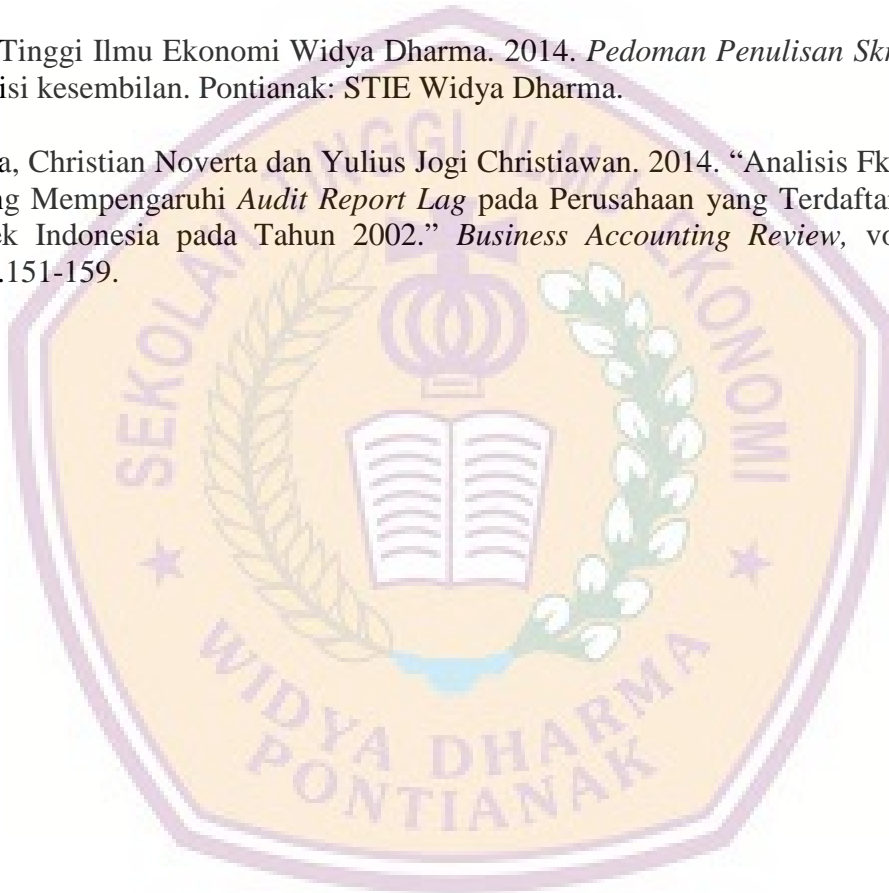 Tinggi Ilmu Ekonomi Widya Dharma. 2014. Pedoman Penulisan Skr
isi kesembilan. Pontianak: STIE Widya Dharma.
a, Christian Noverta dan Yulius Jogi Christiawan. 2014. “Analisis Fk
ng Mempengaruhi Audit Report Lag pada Perusahaan yang Terdaftar
ek Indonesia pada Tahun 2002.” Business Accounting Review, vo
.151-159.
SEKOLAH TINGGI ILMU EKONOMI
WIDYA DHARMA
PONTIANAK